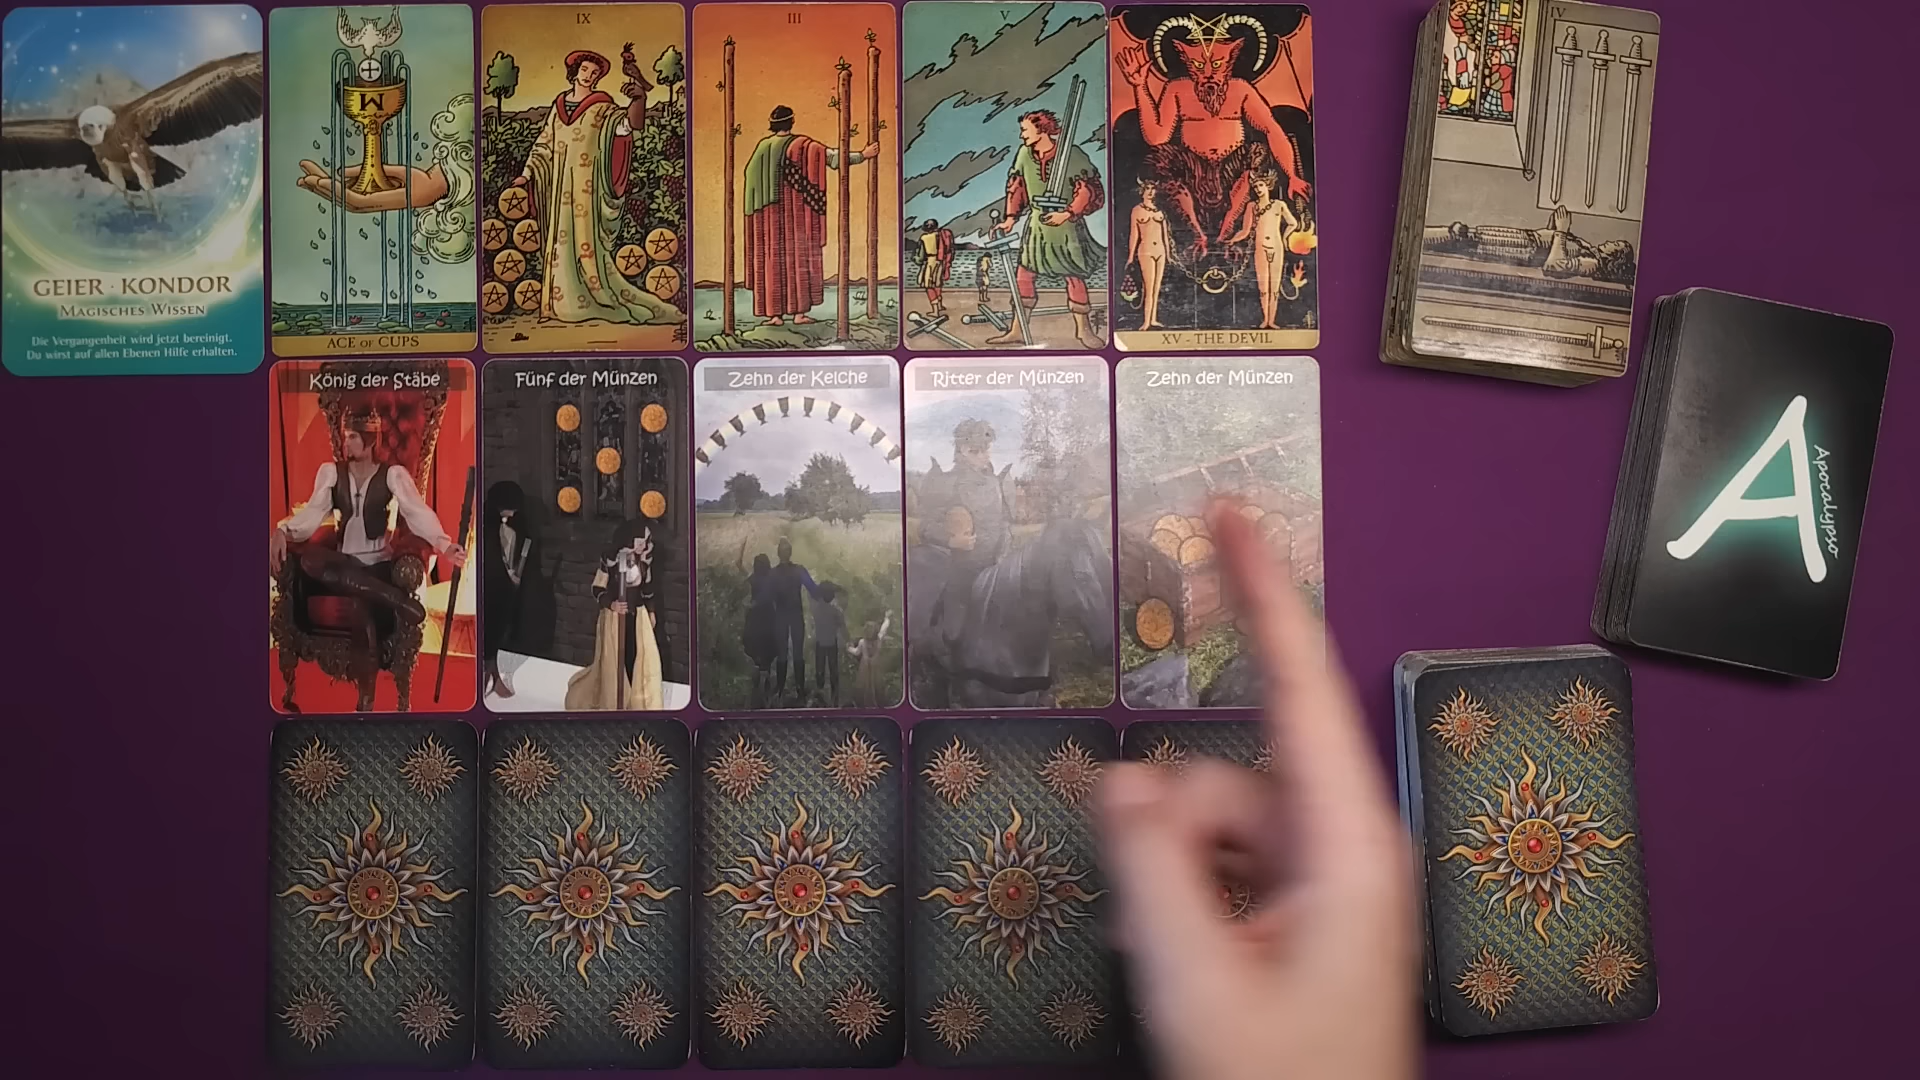 GEIER · KONDOR
MAGISCHES WISSEN
Die Vergangenheit wird jetzt bereinigt.
Du wirst auf allen Ebenen Hilfe erhalten.
ACE OF CUPS
IX
III
V
XV - THE DEVIL
IV
König der Stäbe
Fünf der Münzen
Zehn der Kelche
Ritter der Münzen
Zehn der Münzen
A
Apocalypso